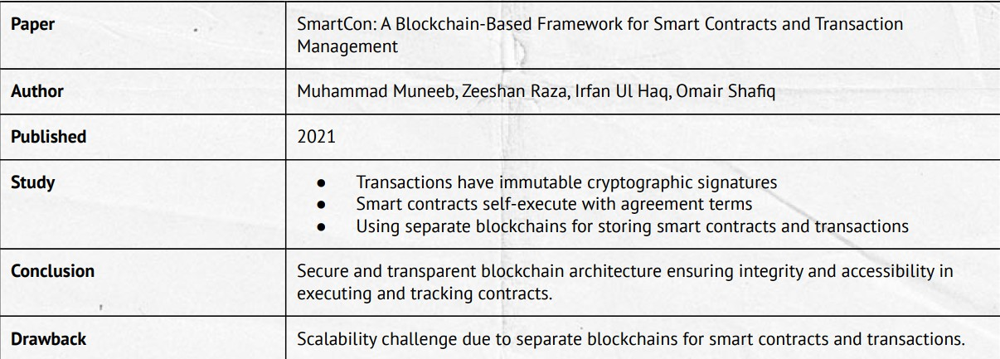 Paper
SmartCon: A Blockchain-Based Framework for Smart Contracts and Transaction
Management
Author
Muhammad Muneeb, Zeeshan Raza, Irfan Ul Haq, Omair Shafiq
Published
2021
Study
● Transactions have immutable cryptographic signatures
● Smart contracts self-execute with agreement terms
● Using separate blockchains for storing smart contracts and transactions
Conclusion
Secure and transparent blockchain architecture ensuring integrity and accessibility in
executing and tracking contracts.
Drawback
Scalability challenge due to separate blockchains for smart contracts and transactions.